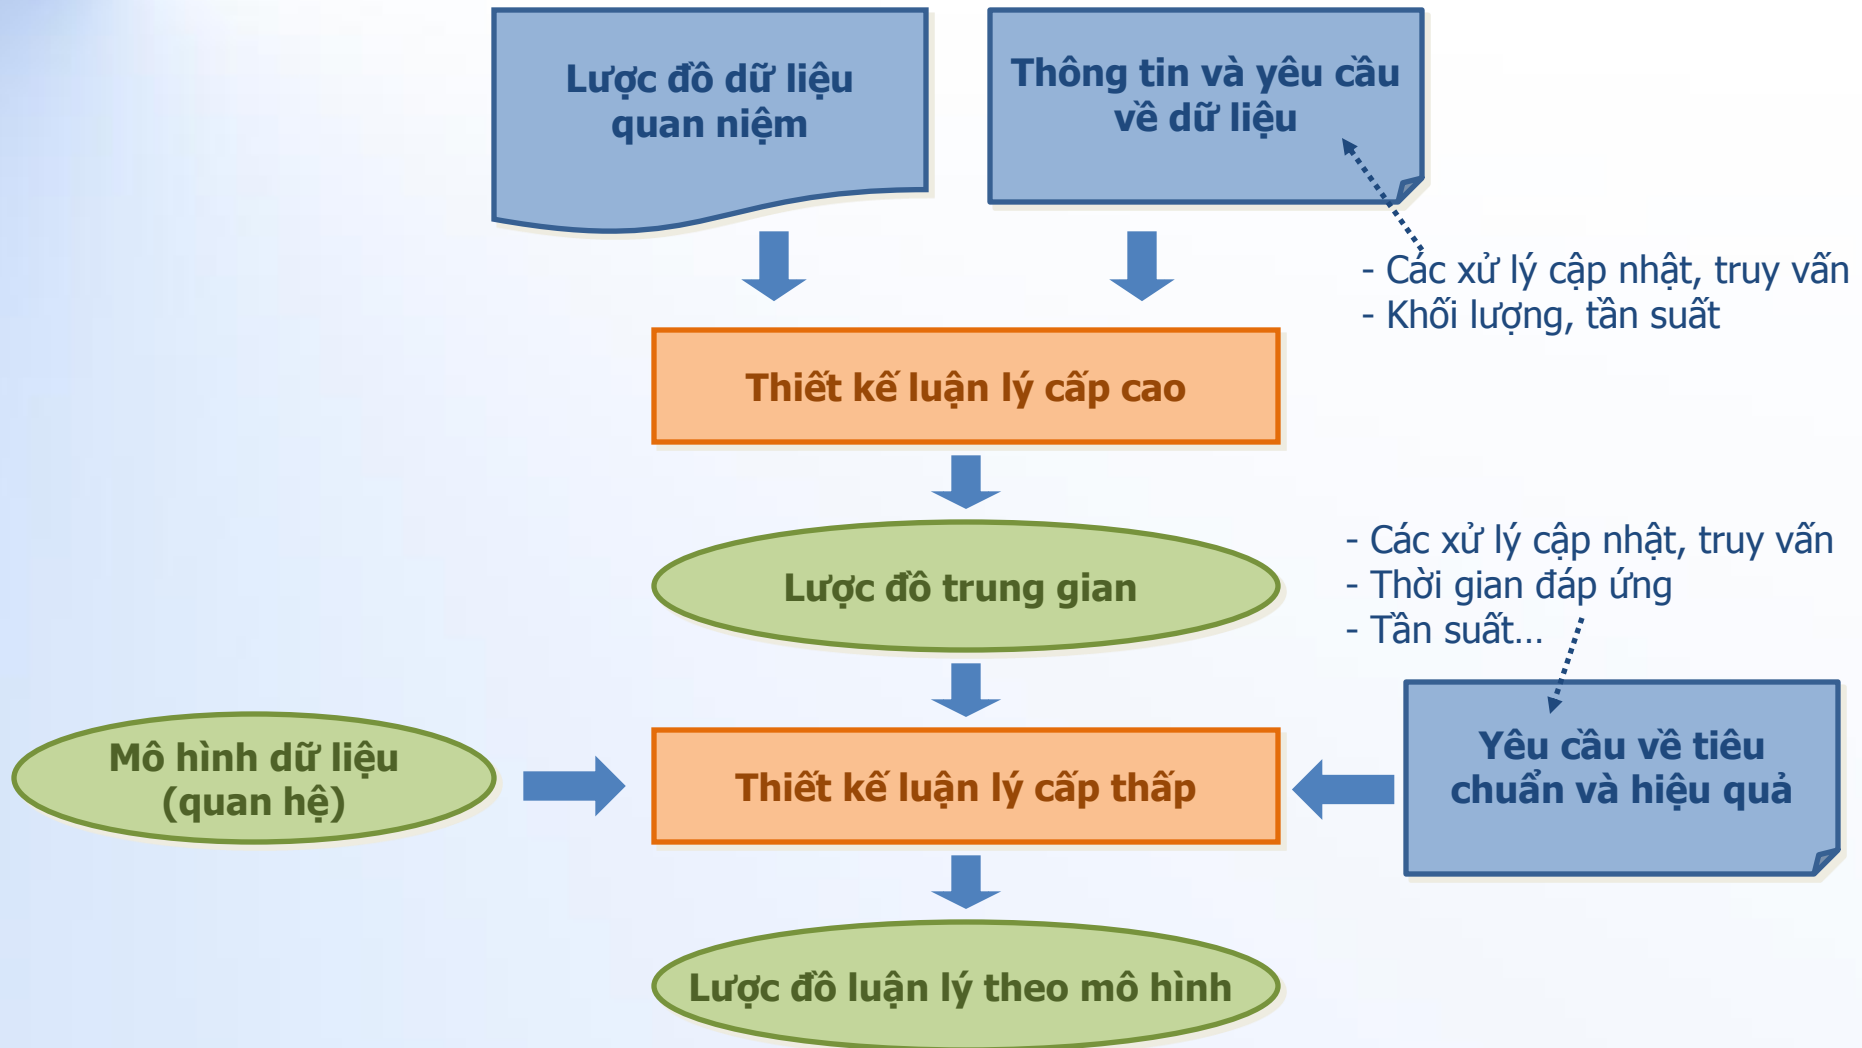 Lược đồ dữ liệu
quan niệm
Thông tin và yêu cầu
về dữ liệu
- Các xử lý cập nhật, truy vấn
- Khối lượng, tần suất
Thiết kế luận lý cấp cao
Lược đồ trung gian
- Các xử lý cập nhật, truy vấn
- Thời gian đáp ứng
- Tần suất...
Mô hình dữ liệu
(quan hệ)
Thiết kế luận lý cấp thấp
Yêu cầu về tiêu
chuẩn và hiệu quả
Lược đồ luận lý theo mô hình